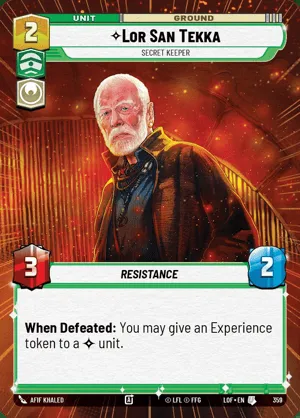 UNIT GROUND
2
✧LOR SAN TEKKA
SECRET KEEPER
3
RESISTANCE
2
When Defeated: You may give an Experience
token to a ✧ unit.
AFIF KHALED
Ⓒ LFL Ⓒ FFG
LOF • EN
359